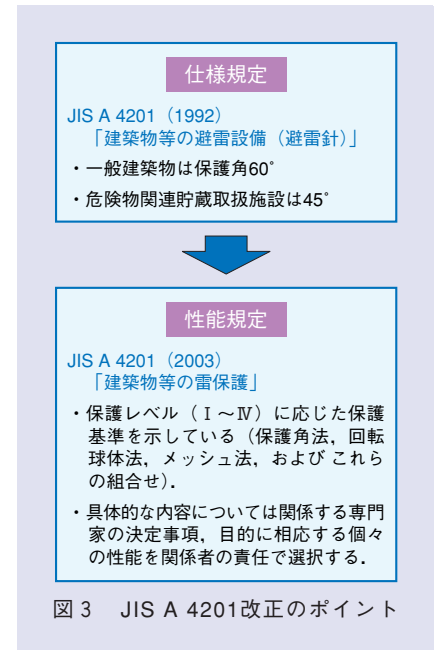 仕様規定
JIS A 4201（1992）
「建築物等の避雷設備（避雷針）」
・一般建築物は保護角60°
・危険物関連貯蔵取扱施設は45°
性能規定
JIS A 4201（2003）
「建築物等の雷保護」
・保護レベル（Ⅰ～Ⅳ）に応じた保護
基準を示している（保護角法，回転
球体法，メッシュ法，および これら
の組合せ）．
・具体的な内容については関係する専門
家の決定事項，目的に相応する個々
の性能を関係者の責任で選択する．
図3　JIS A 4201改正のポイント